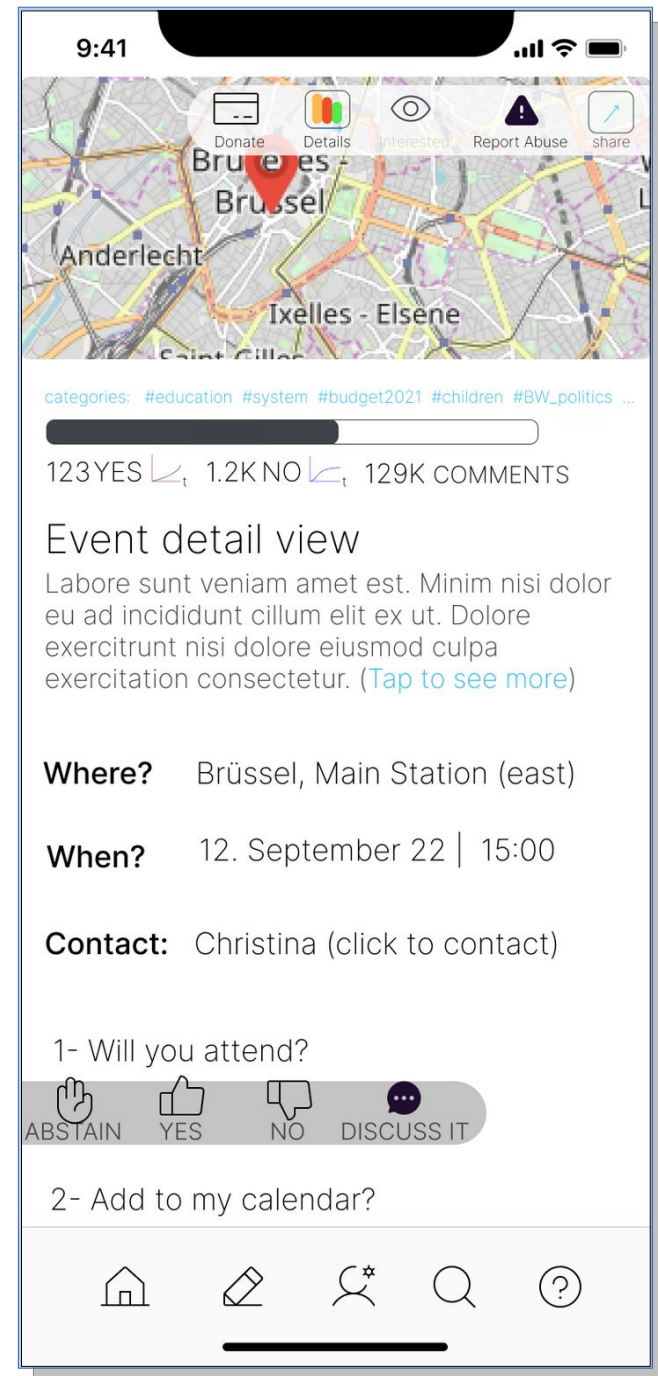 9:41
Donate Details Interested Report Abuse share
Bruxelles -
Brussel
Anderlecht
Ixelles - Elsene
Saint-Gilles
categories: #education #system #budget2021 #children #BW_politics ...
123 YES t 1.2K NO t 129K COMMENTS
Event detail view
Labore sunt veniam amet est. Minim nisi dolor
eu ad incididunt cillum elit ex ut. Dolore
exercitrunt nisi dolore eiusmod culpa
exercitation consectetur. (Tap to see more)
Where? Brüssel, Main Station (east)
When? 12. September 22 | 15:00
Contact: Christina (click to contact)
1- Will you attend?
ABSTAIN YES NO DISCUSS IT
2- Add to my calendar?